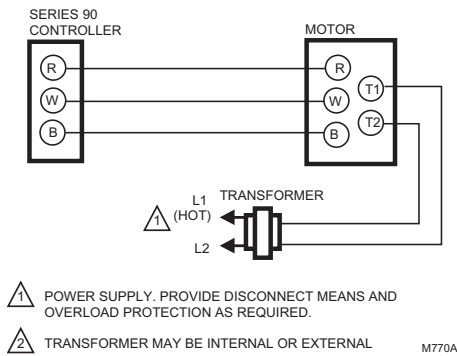 SERIES 90
CONTROLLER
MOTOR
R
R
T1
W
W
T2
B
B
L1
(HOT)
TRANSFORMER
1
L2
1 POWER SUPPLY. PROVIDE DISCONNECT MEANS AND
OVERLOAD PROTECTION AS REQUIRED.
2 TRANSFORMER MAY BE INTERNAL OR EXTERNAL
M770A